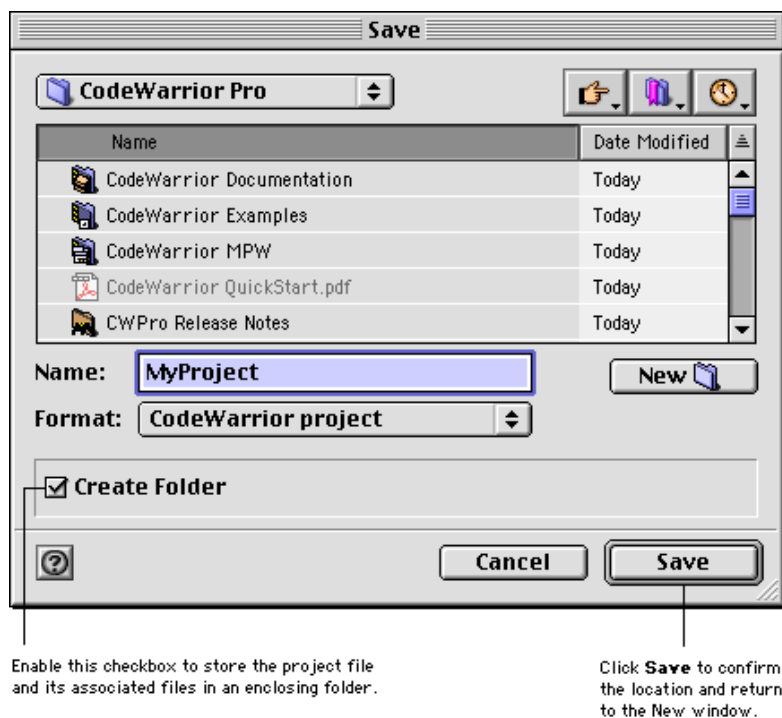 Save
CodeWarrior Pro
Name Date Modified
CodeWarrior Documentation Today
CodeWarrior Examples Today
CodeWarrior MPW Today
CodeWarrior QuickStart.pdf Today
CWPro Release Notes Today
Name: MyProject New
Format: CodeWarrior project
Create Folder
? Cancel Save
Enable this checkbox to store the project file
and its associated files in an enclosing folder.
Click Save to confirm
the location and return
to the New window.